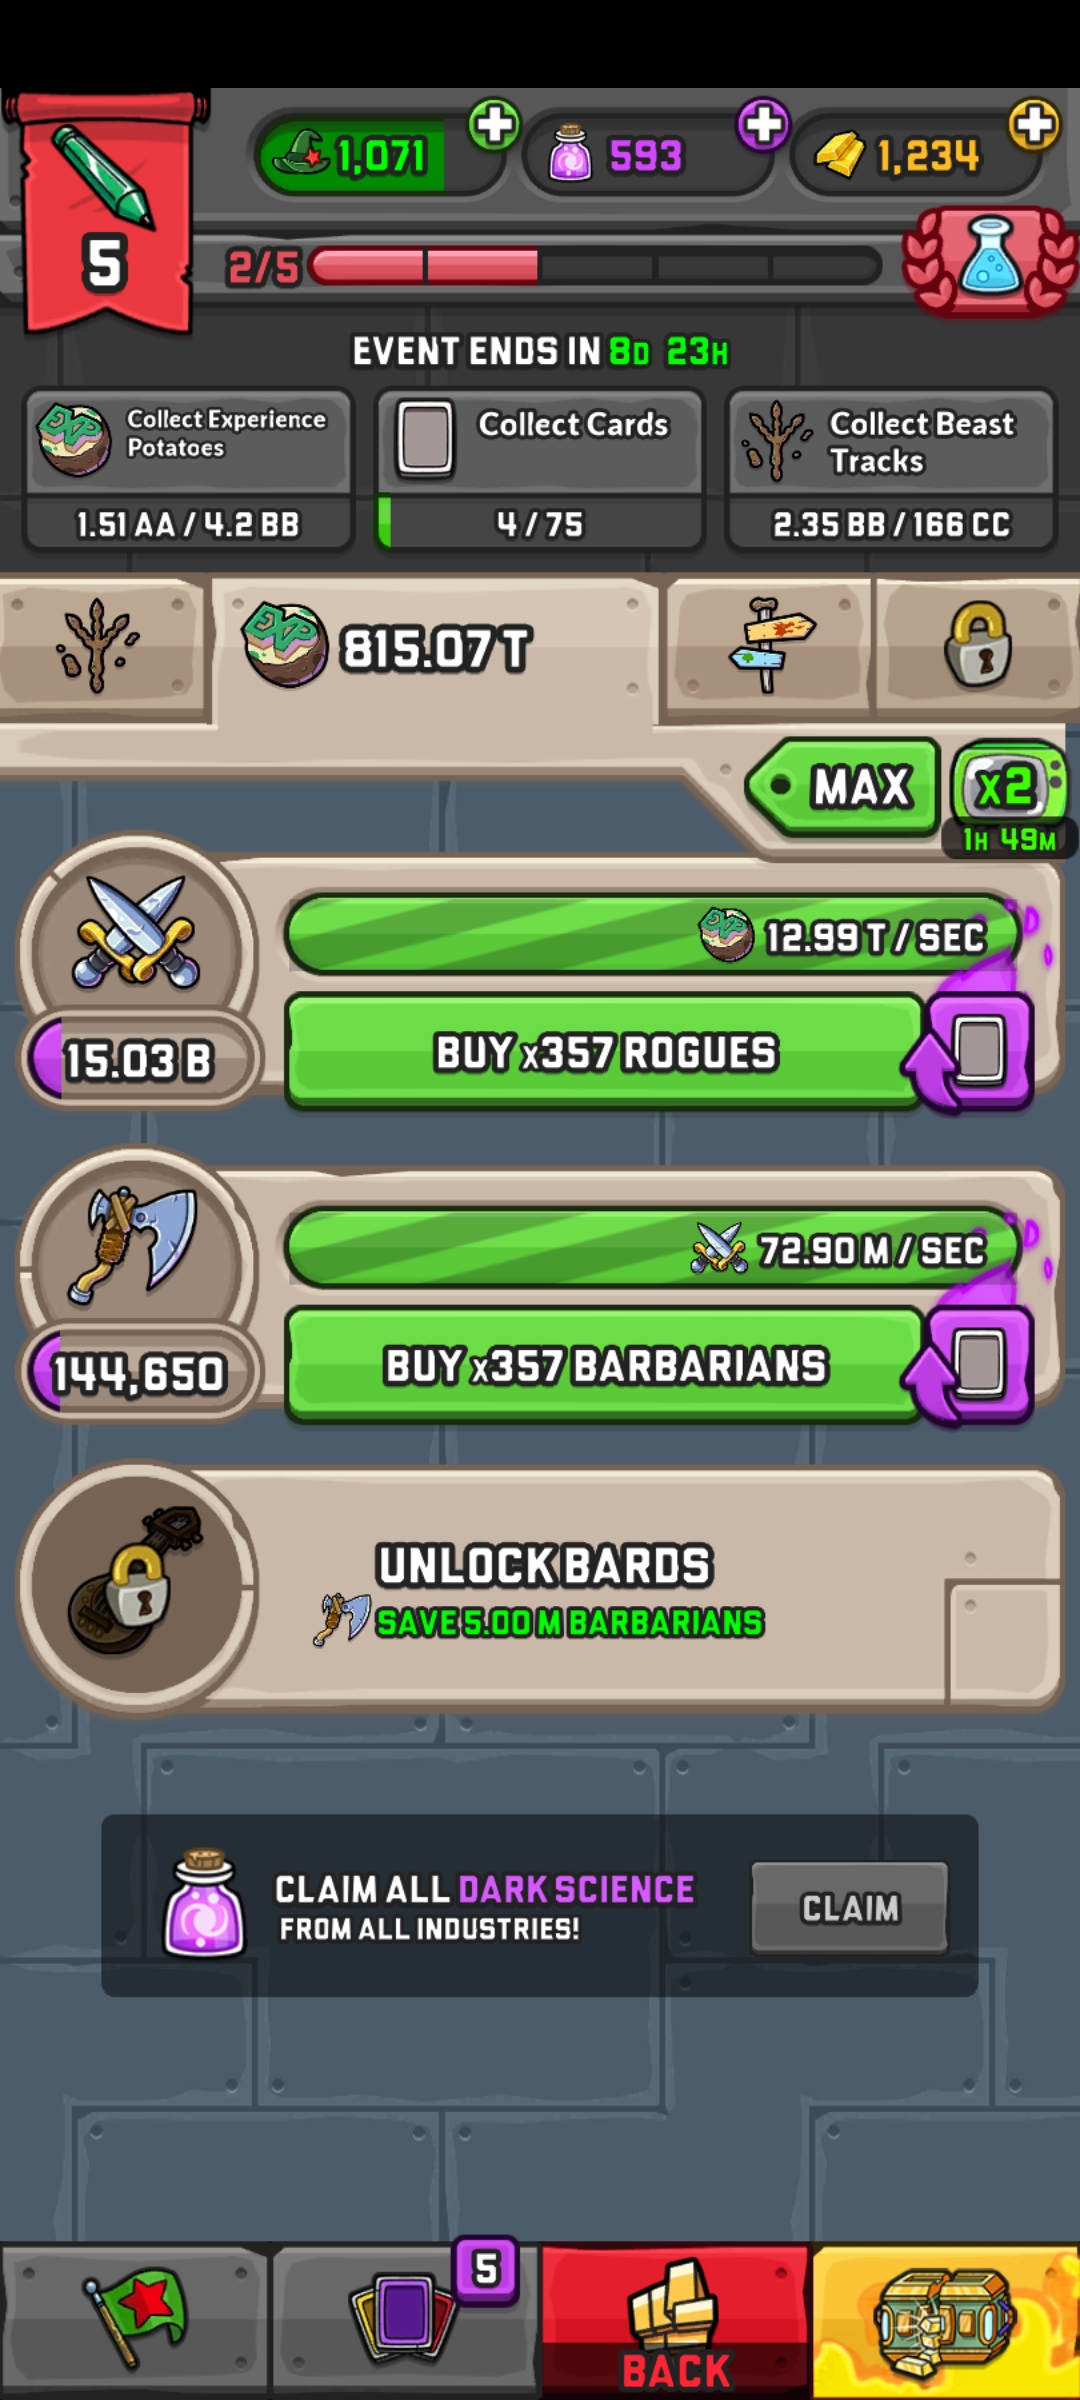 1,071
593
1,234
5
2/5
EVENT ENDS IN 8D 23H
EXP
Collect Experience
Potatoes
1.51 AA / 4.2 BB
Collect Cards
4 / 75
Collect Beast
Tracks
2.35 BB / 166 CC
EXP
815.07 T
MAX
x2
1H 49M
EXP
12.99 T / SEC
15.03 B
BUY x357 ROGUES
72.90 M / SEC
144,650
BUY x357 BARBARIANS
UNLOCK BARDS
SAVE 5.00 M BARBARIANS
CLAIM ALL DARK SCIENCE
FROM ALL INDUSTRIES!
CLAIM
5
BACK